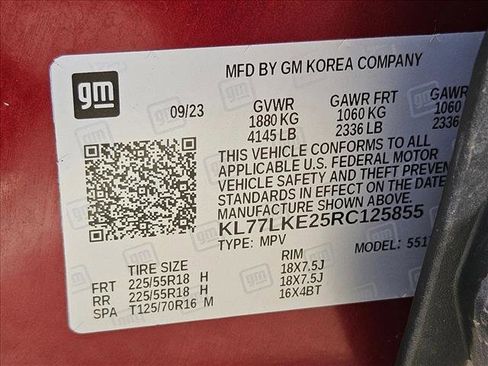 gm
MFD BY GM KOREA COMPANY
09/23 GVWR GAWR FRT GAWR
1880 KG 1060 KG 1060
4145 LB 2336 LB 2336
THIS VEHICLE CONFORMS TO ALL
APPLICABLE U.S. FEDERAL MOTOR
VEHICLE SAFETY AND THEFT PREVENT
STANDARDS IN EFFECT ON THE DATE
MANUFACTURE SHOWN ABOVE.
KL77LKE25RC125855
TYPE: MPV MODEL:
TIRE SIZE RIM
FRT 225/55R18 H 18X7.5J
RR 225/55R18 H 18X7.5J
SPA T125/70R16 M 16X4BT